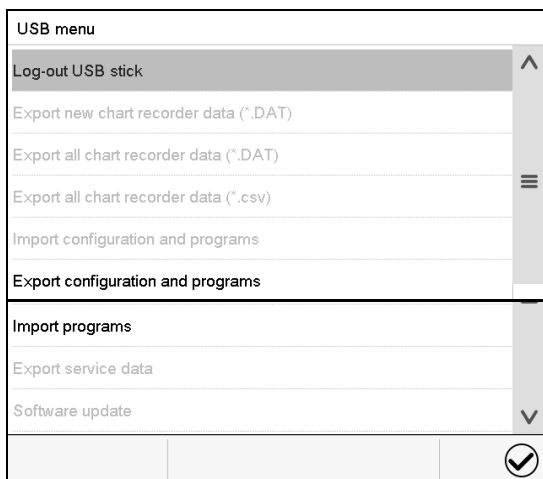 USB menu
Log-out USB stick
Export new chart recorder data (*.DAT)
Export all chart recorder data (*.DAT)
Export all chart recorder data (*.csv)
Import configuration and programs
Export configuration and programs
Import programs
Export service data
Software update